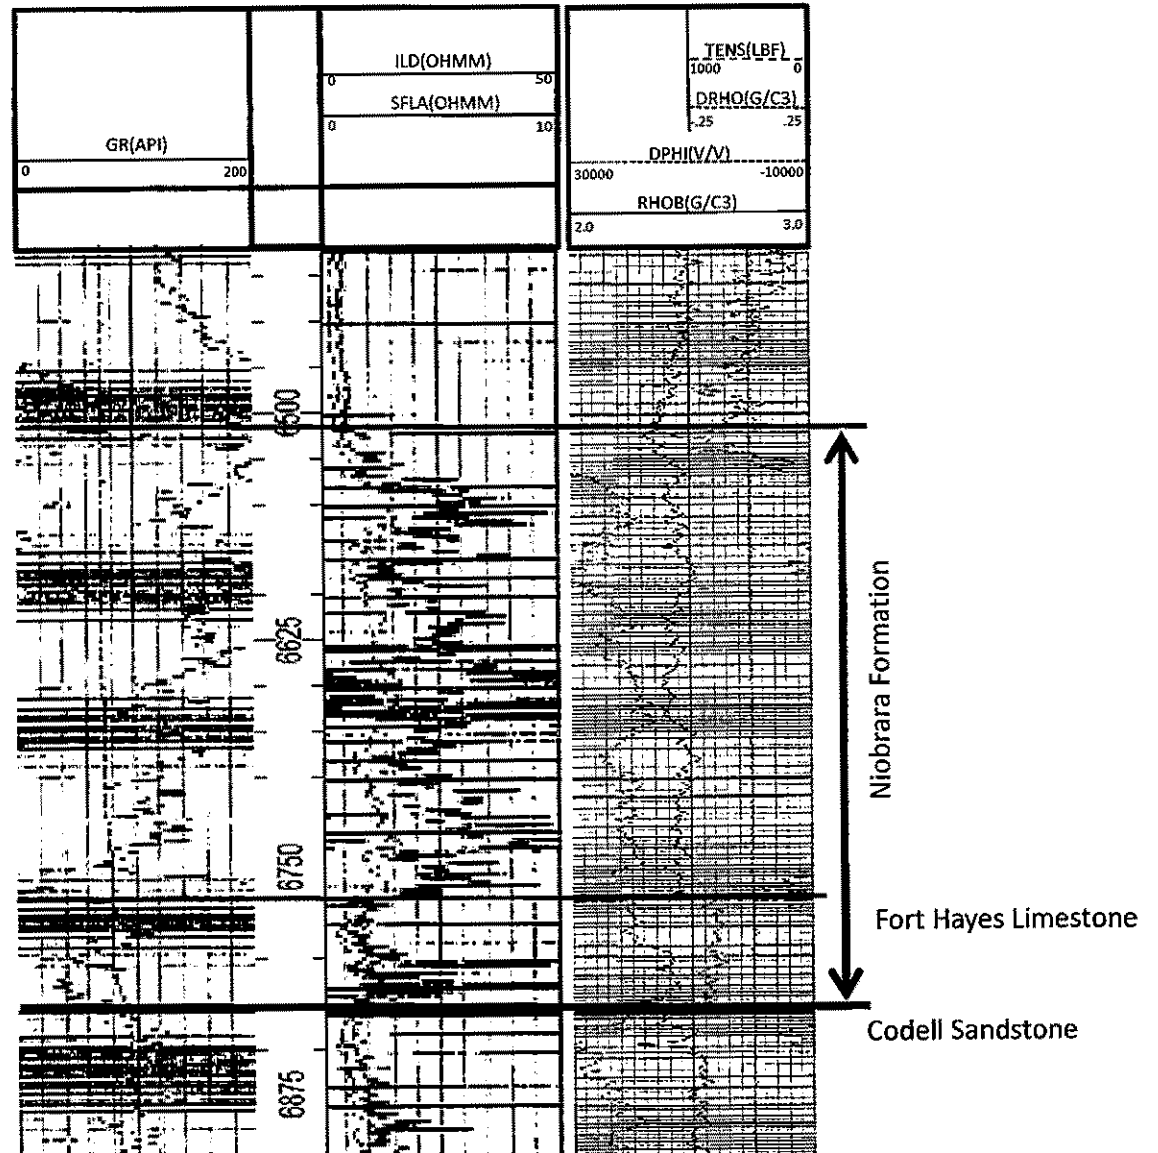 GR(API)
0 200
ILD(OHMM)
0 50
SFLA(OHMM)
0 10
TENS(LBF)
1000 0
DRHO(G/C3)
-.25 .25
DPHI(V/V)
30000 -10000
RHOB(G/C3)
2.0 3.0
6500
6625
6750
6875
Niobrara Formation
Fort Hayes Limestone
Codell Sandstone